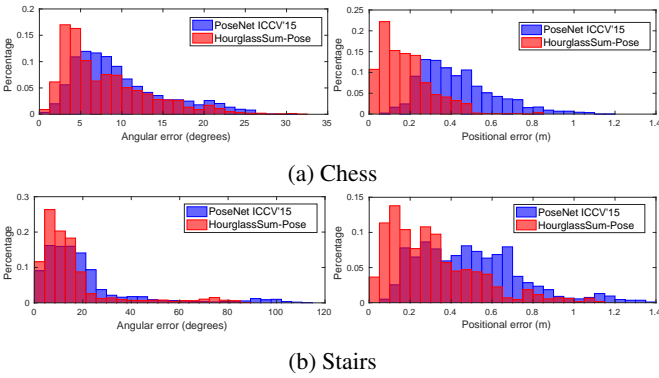 0.2
0.15
0.1
0.05
0
Percentage
PoseNet ICCV'15
HourglassSum-Pose
0 5 10 15 20 25 30 35
Angular error (degrees)
0.25
0.2
0.15
0.1
0.05
0
Percentage
PoseNet ICCV'15
HourglassSum-Pose
0 0.2 0.4 0.6 0.8 1 1.2 1.4
Positional error (m)
(a) Chess
0.3
0.2
0.1
0
Percentage
PoseNet ICCV'15
HourglassSum-Pose
0 20 40 60 80 100 120
Angular error (degrees)
0.15
0.1
0.05
0
Percentage
PoseNet ICCV'15
HourglassSum-Pose
0 0.2 0.4 0.6 0.8 1 1.2 1.4
Positional error (m)
(b) Stairs